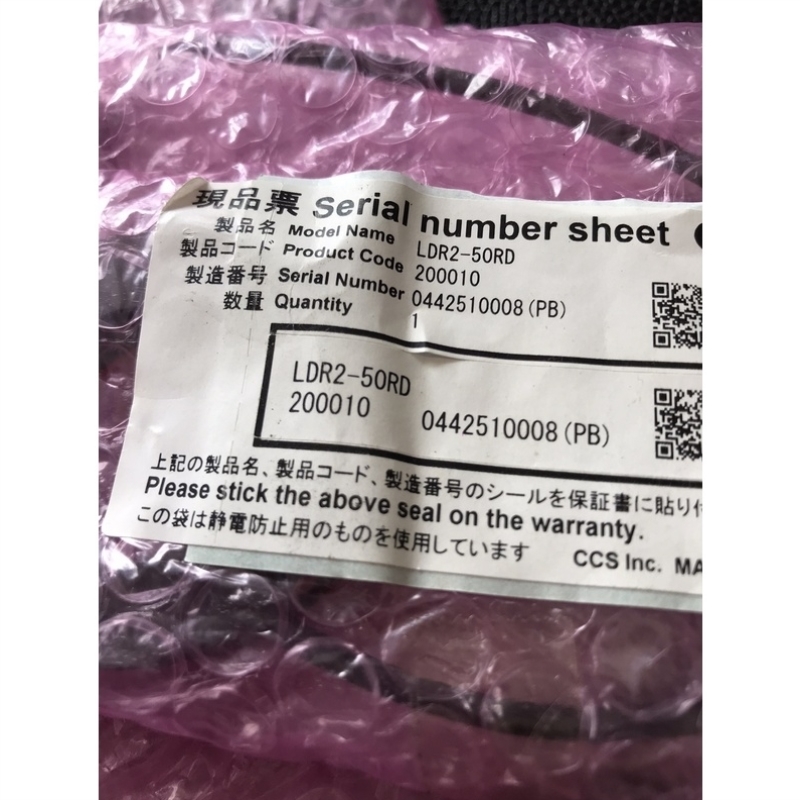 現品票 Serial number sheet
製品名 Model Name LDR2-50RD
製品コード Product Code 200010
製造番号 Serial Number 0442510008(PB)
数量 Quantity 1
LDR2-50RD
200010 0442510008(PB)
上記の製品名、製品コード、製造番号のシールを保証書に貼り付
Please stick the above seal on the warranty.
この袋は静電防止用のものを使用しています CCS Inc. MA